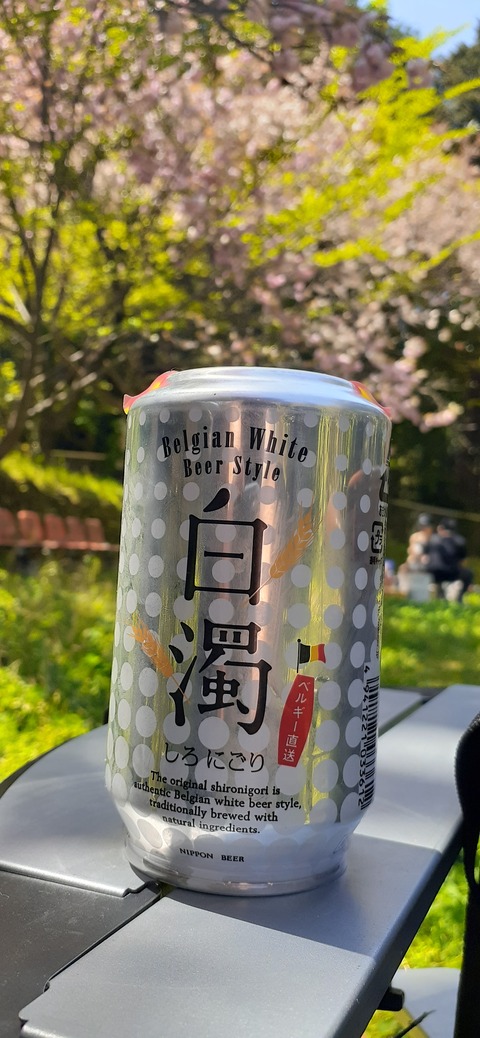 Belgian White
Beer Style
白
濁
しろにごり
ベルギー直送
The original shironigori is
authentic Belgian white beer style,
traditionally brewed with
natural ingredients.
NIPPON BEER